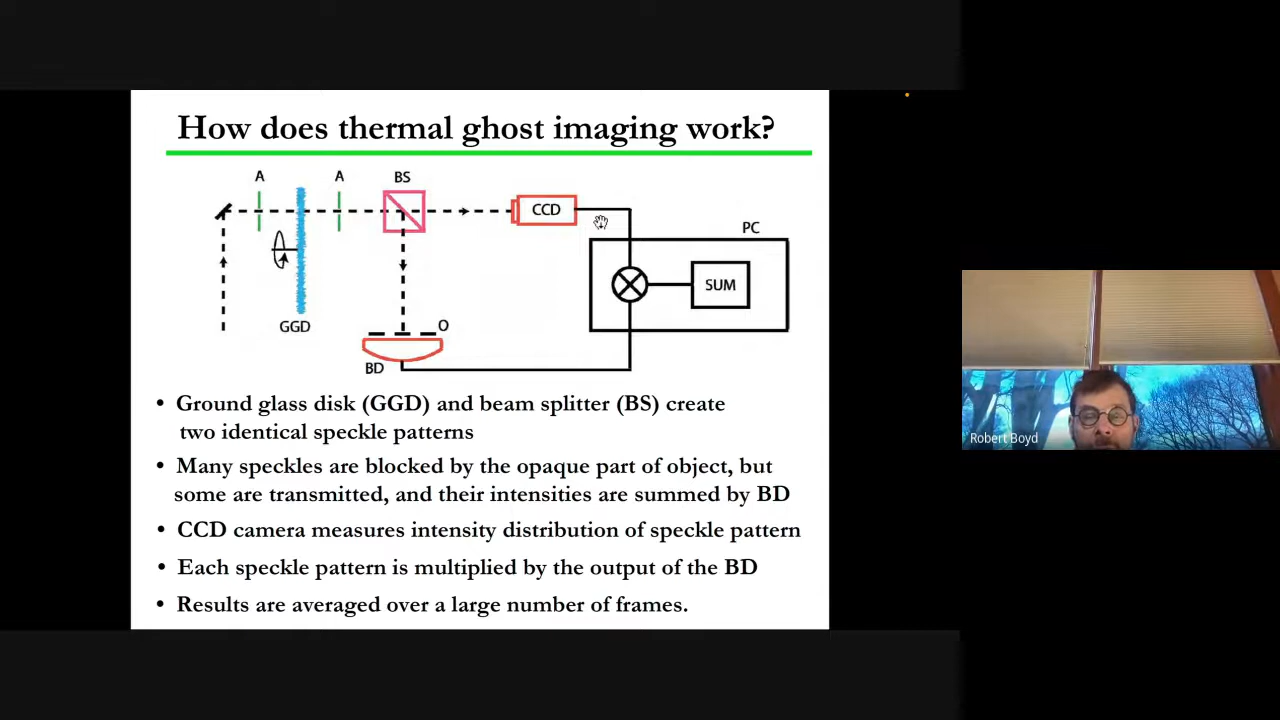 How does thermal ghost imaging work?
A
A
BS
CCD
PC
SUM
GGD
O
BD
• Ground glass disk (GGD) and beam splitter (BS) create
two identical speckle patterns
• Many speckles are blocked by the opaque part of object, but
some are transmitted, and their intensities are summed by BD
• CCD camera measures intensity distribution of speckle pattern
• Each speckle pattern is multiplied by the output of the BD
• Results are averaged over a large number of frames.
Robert Boyd